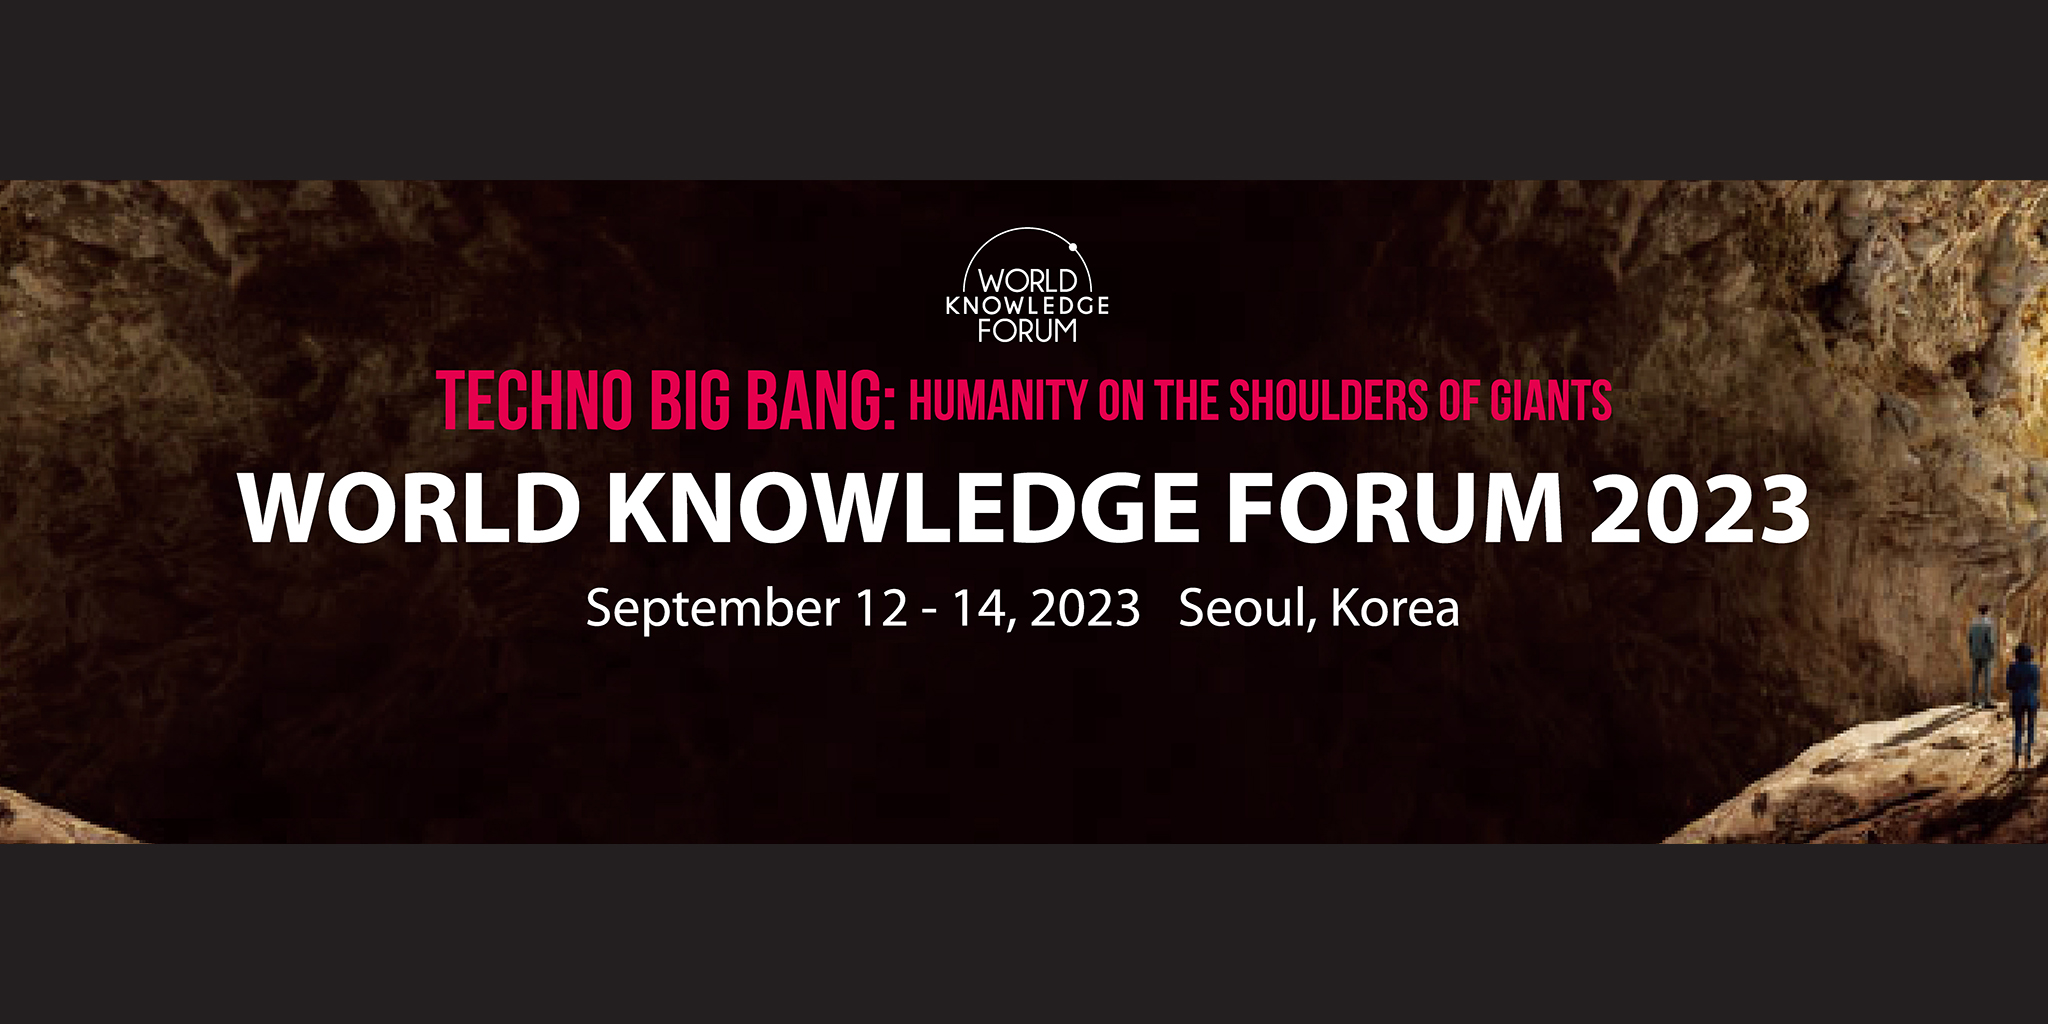 WORLD
KNOWLEDGE
FORUM
TECHNO BIG BANG: HUMANITY ON THE SHOULDERS OF GIANTS
WORLD KNOWLEDGE FORUM 2023
September 12 - 14, 2023 Seoul, Korea